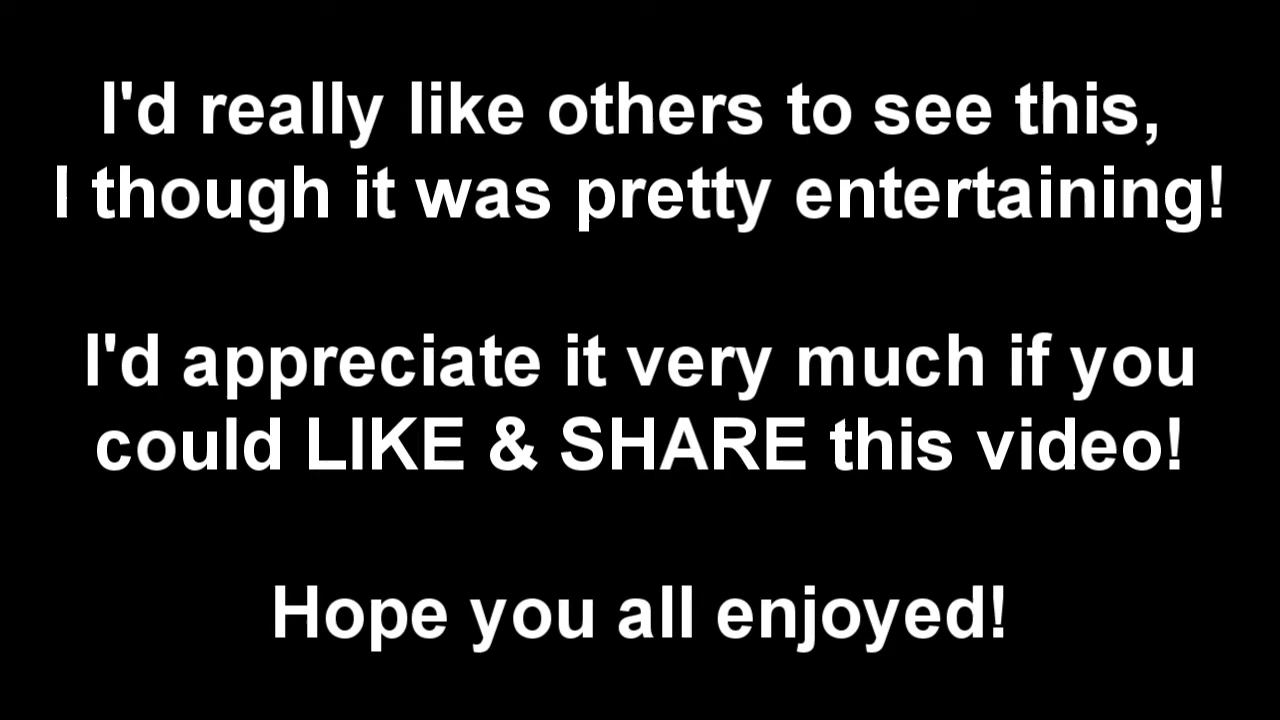 I'd really like others to see this,
I though it was pretty entertaining!
I'd appreciate it very much if you
could LIKE & SHARE this video!
Hope you all enjoyed!